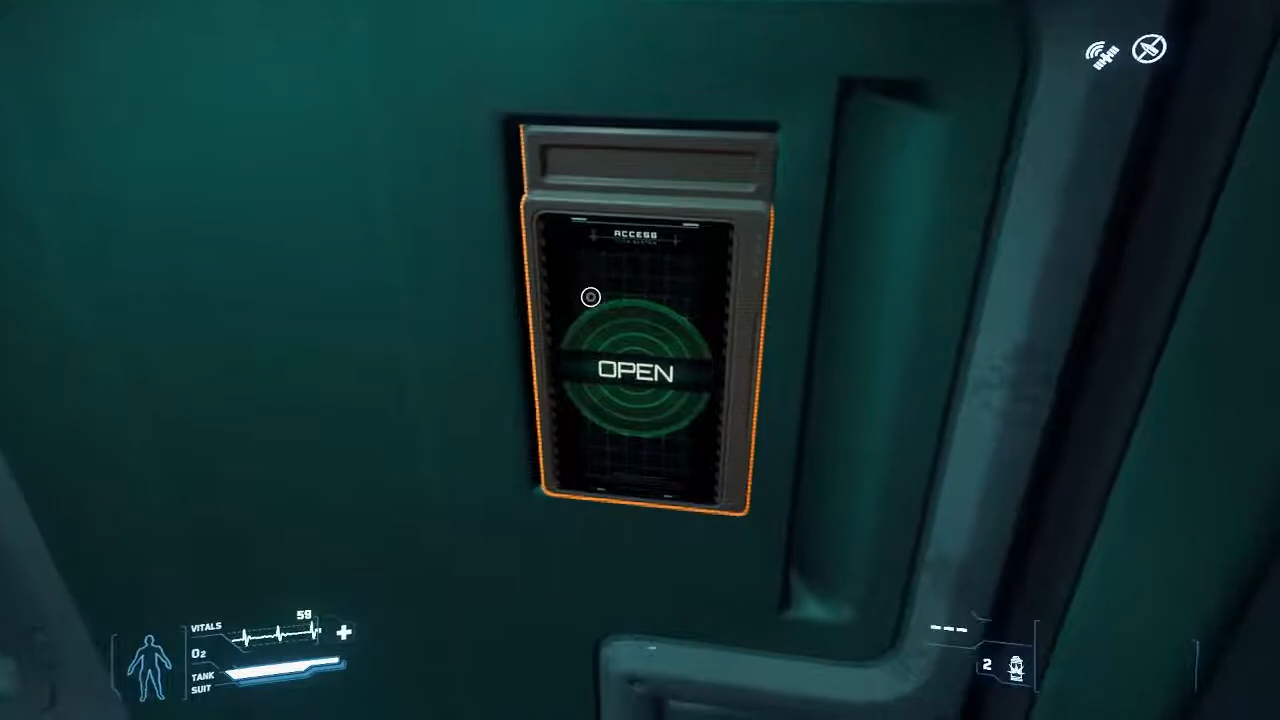 ACCESS
OPEN
59
VITALS
O2
TANK
SUIT
---
2